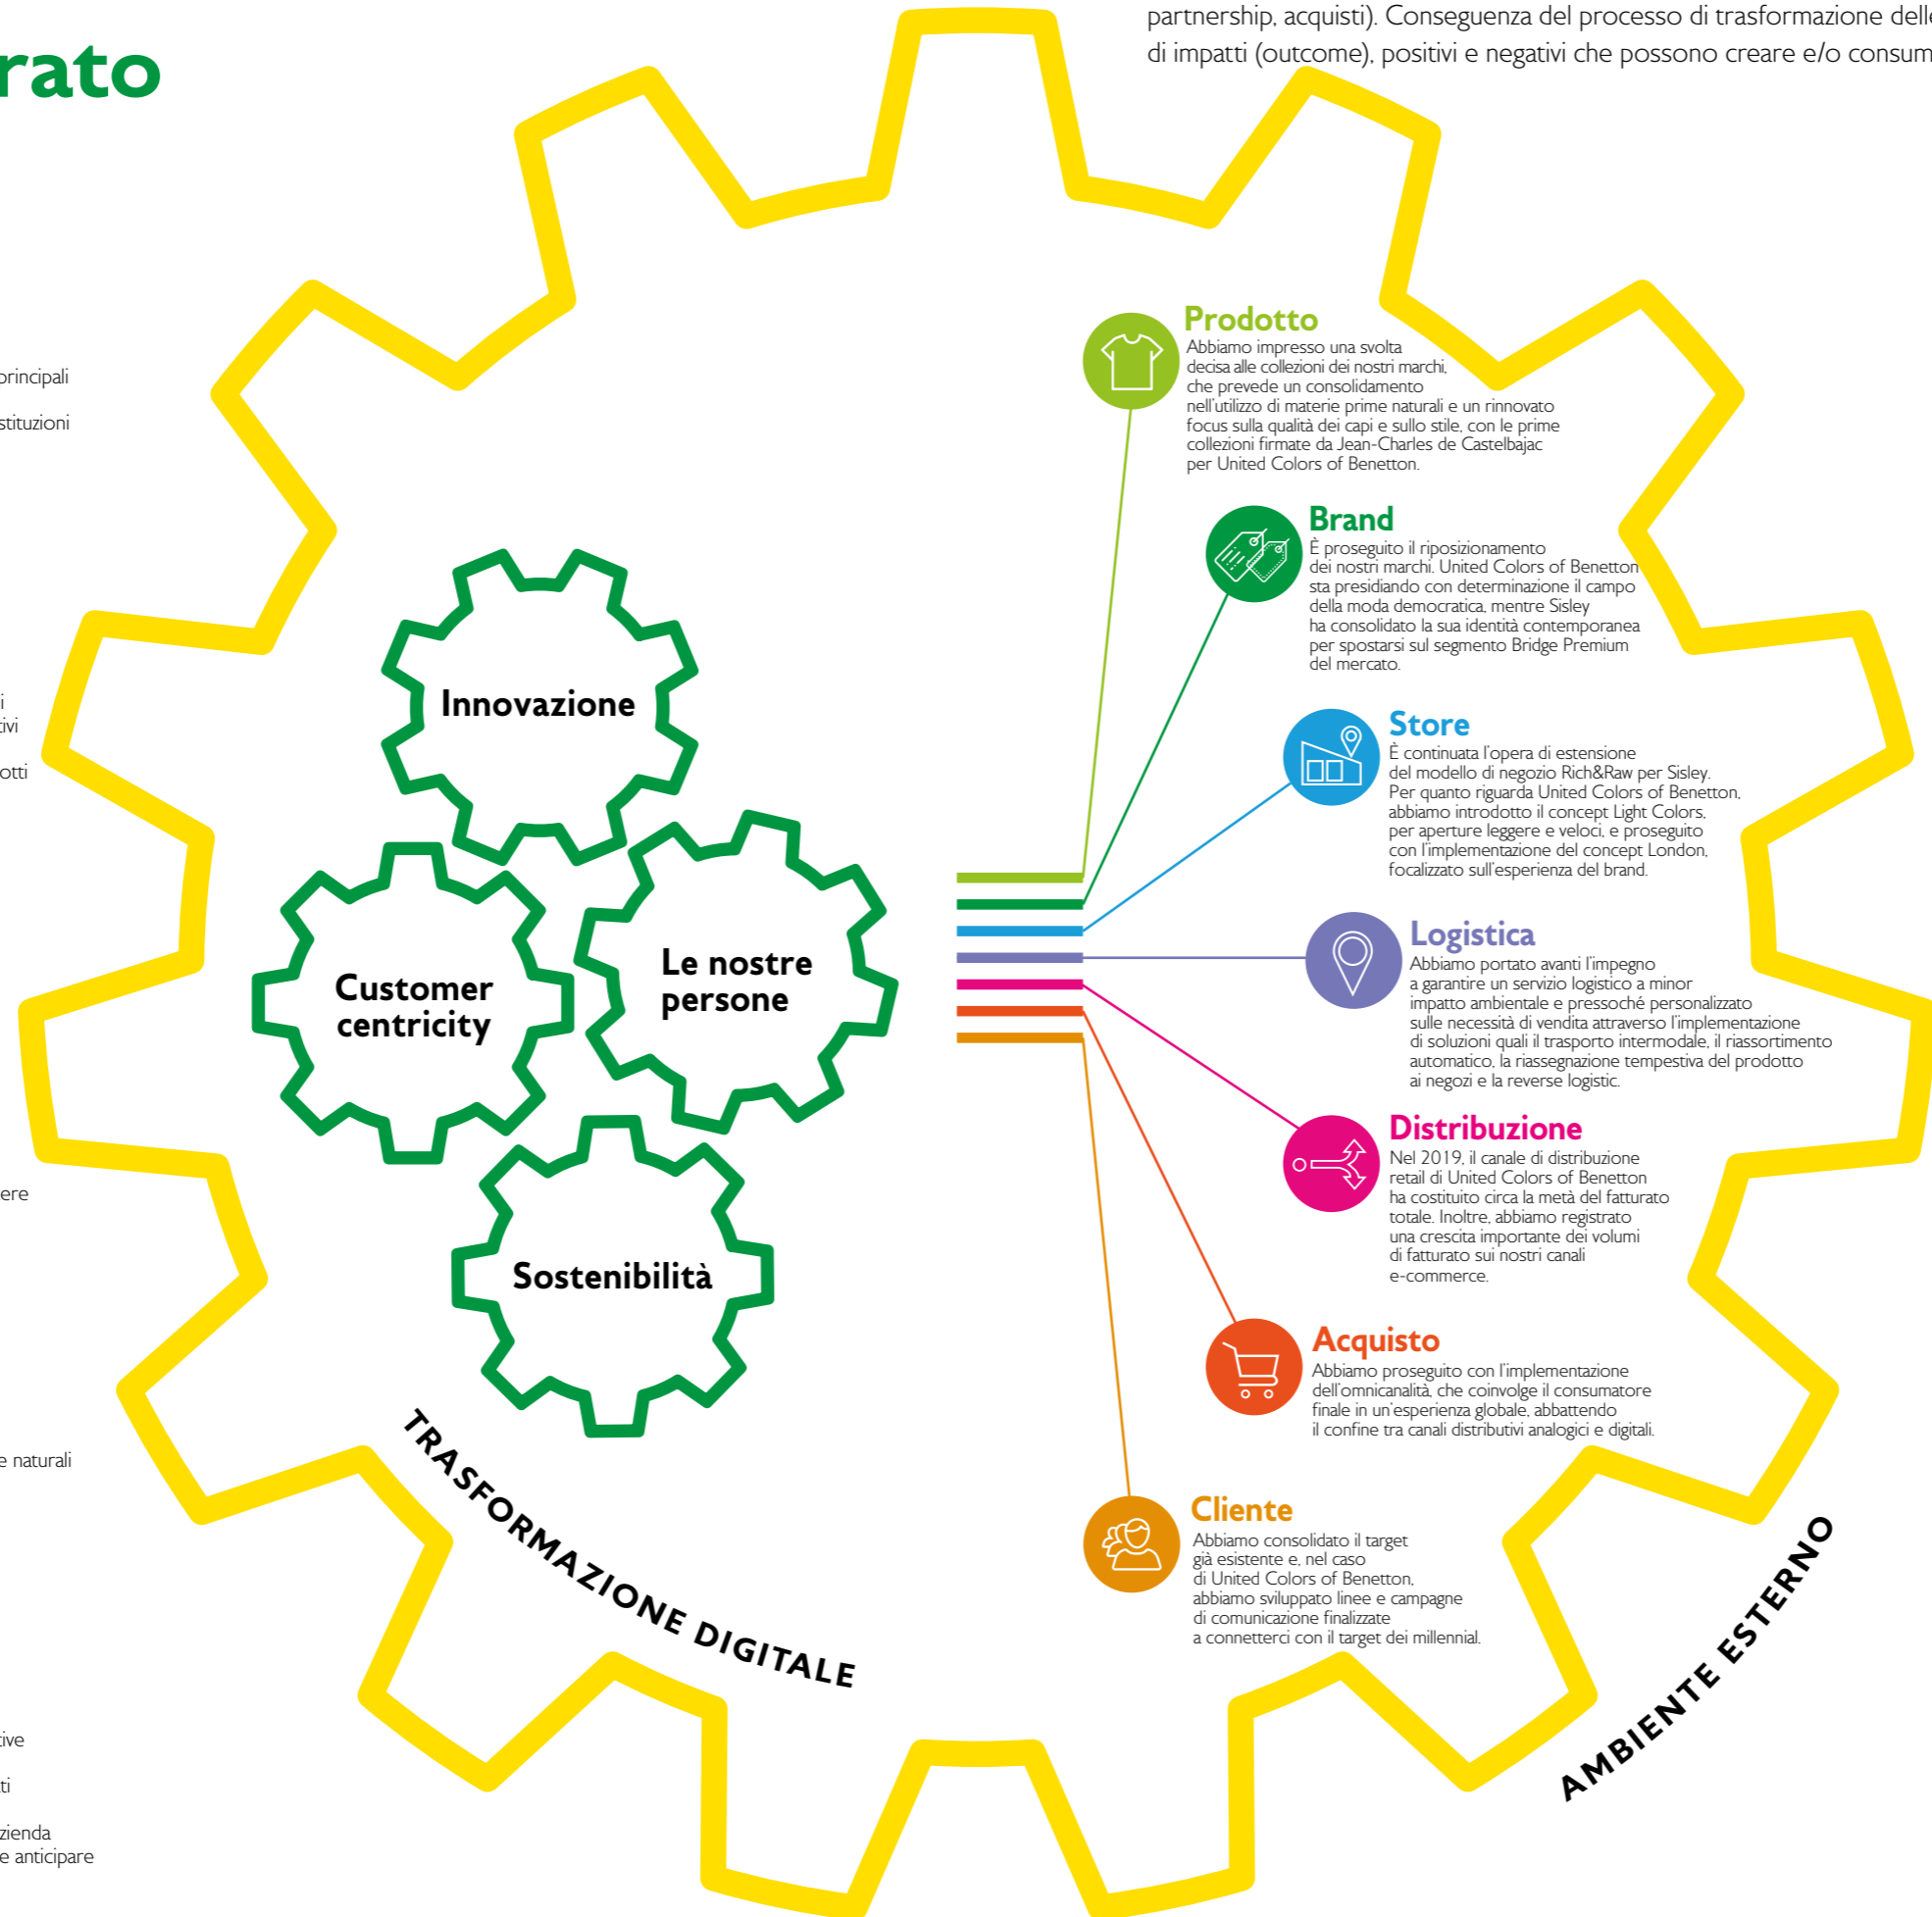 rato
partnership, acquisti). Conseguenza del processo di trasformazione delle
di impatti (outcome), positivi e negativi che possono creare e/o consum
principali
stituzioni
i
tivi
otti
ere
e naturali
tive
ti
zienda
e anticipare
Innovazione
Customer
centricity
Le nostre
persone
Sostenibilità
TRASFORMAZIONE DIGITALE
Prodotto
Abbiamo impresso una svolta
decisa alle collezioni dei nostri marchi,
che prevede un consolidamento
nell'utilizzo di materie prime naturali e un rinnovato
focus sulla qualità dei capi e sullo stile, con le prime
collezioni firmate da Jean-Charles de Castelbajac
per United Colors of Benetton.
Brand
È proseguito il riposizionamento
dei nostri marchi. United Colors of Benetton
sta presidiando con determinazione il campo
della moda democratica, mentre Sisley
ha consolidato la sua identità contemporanea
per spostarsi sul segmento Bridge Premium
del mercato.
Store
È continuata l'opera di estensione
del modello di negozio Rich&Raw per Sisley.
Per quanto riguarda United Colors of Benetton,
abbiamo introdotto il concept Light Colors,
per aperture leggere e veloci, e proseguito
con l'implementazione del concept London,
focalizzato sull'esperienza del brand.
Logistica
Abbiamo portato avanti l'impegno
a garantire un servizio logistico a minor
impatto ambientale e pressoché personalizzato
sulle necessità di vendita attraverso l'implementazione
di soluzioni quali il trasporto intermodale, il riassortimento
automatico, la riassegnazione tempestiva del prodotto
ai negozi e la reverse logistic.
Distribuzione
Nel 2019, il canale di distribuzione
retail di United Colors of Benetton
ha costituito circa la metà del fatturato
totale. Inoltre, abbiamo registrato
una crescita importante dei volumi
di fatturato sui nostri canali
e-commerce.
Acquisto
Abbiamo proseguito con l'implementazione
dell'omnicanalità, che coinvolge il consumatore
finale in un'esperienza globale, abbattendo
il confine tra canali distributivi analogici e digitali.
Cliente
Abbiamo consolidato il target
già esistente e, nel caso
di United Colors of Benetton,
abbiamo sviluppato linee e campagne
di comunicazione finalizzate
a connetterci con il target dei millennial.
AMBIENTE ESTERNO